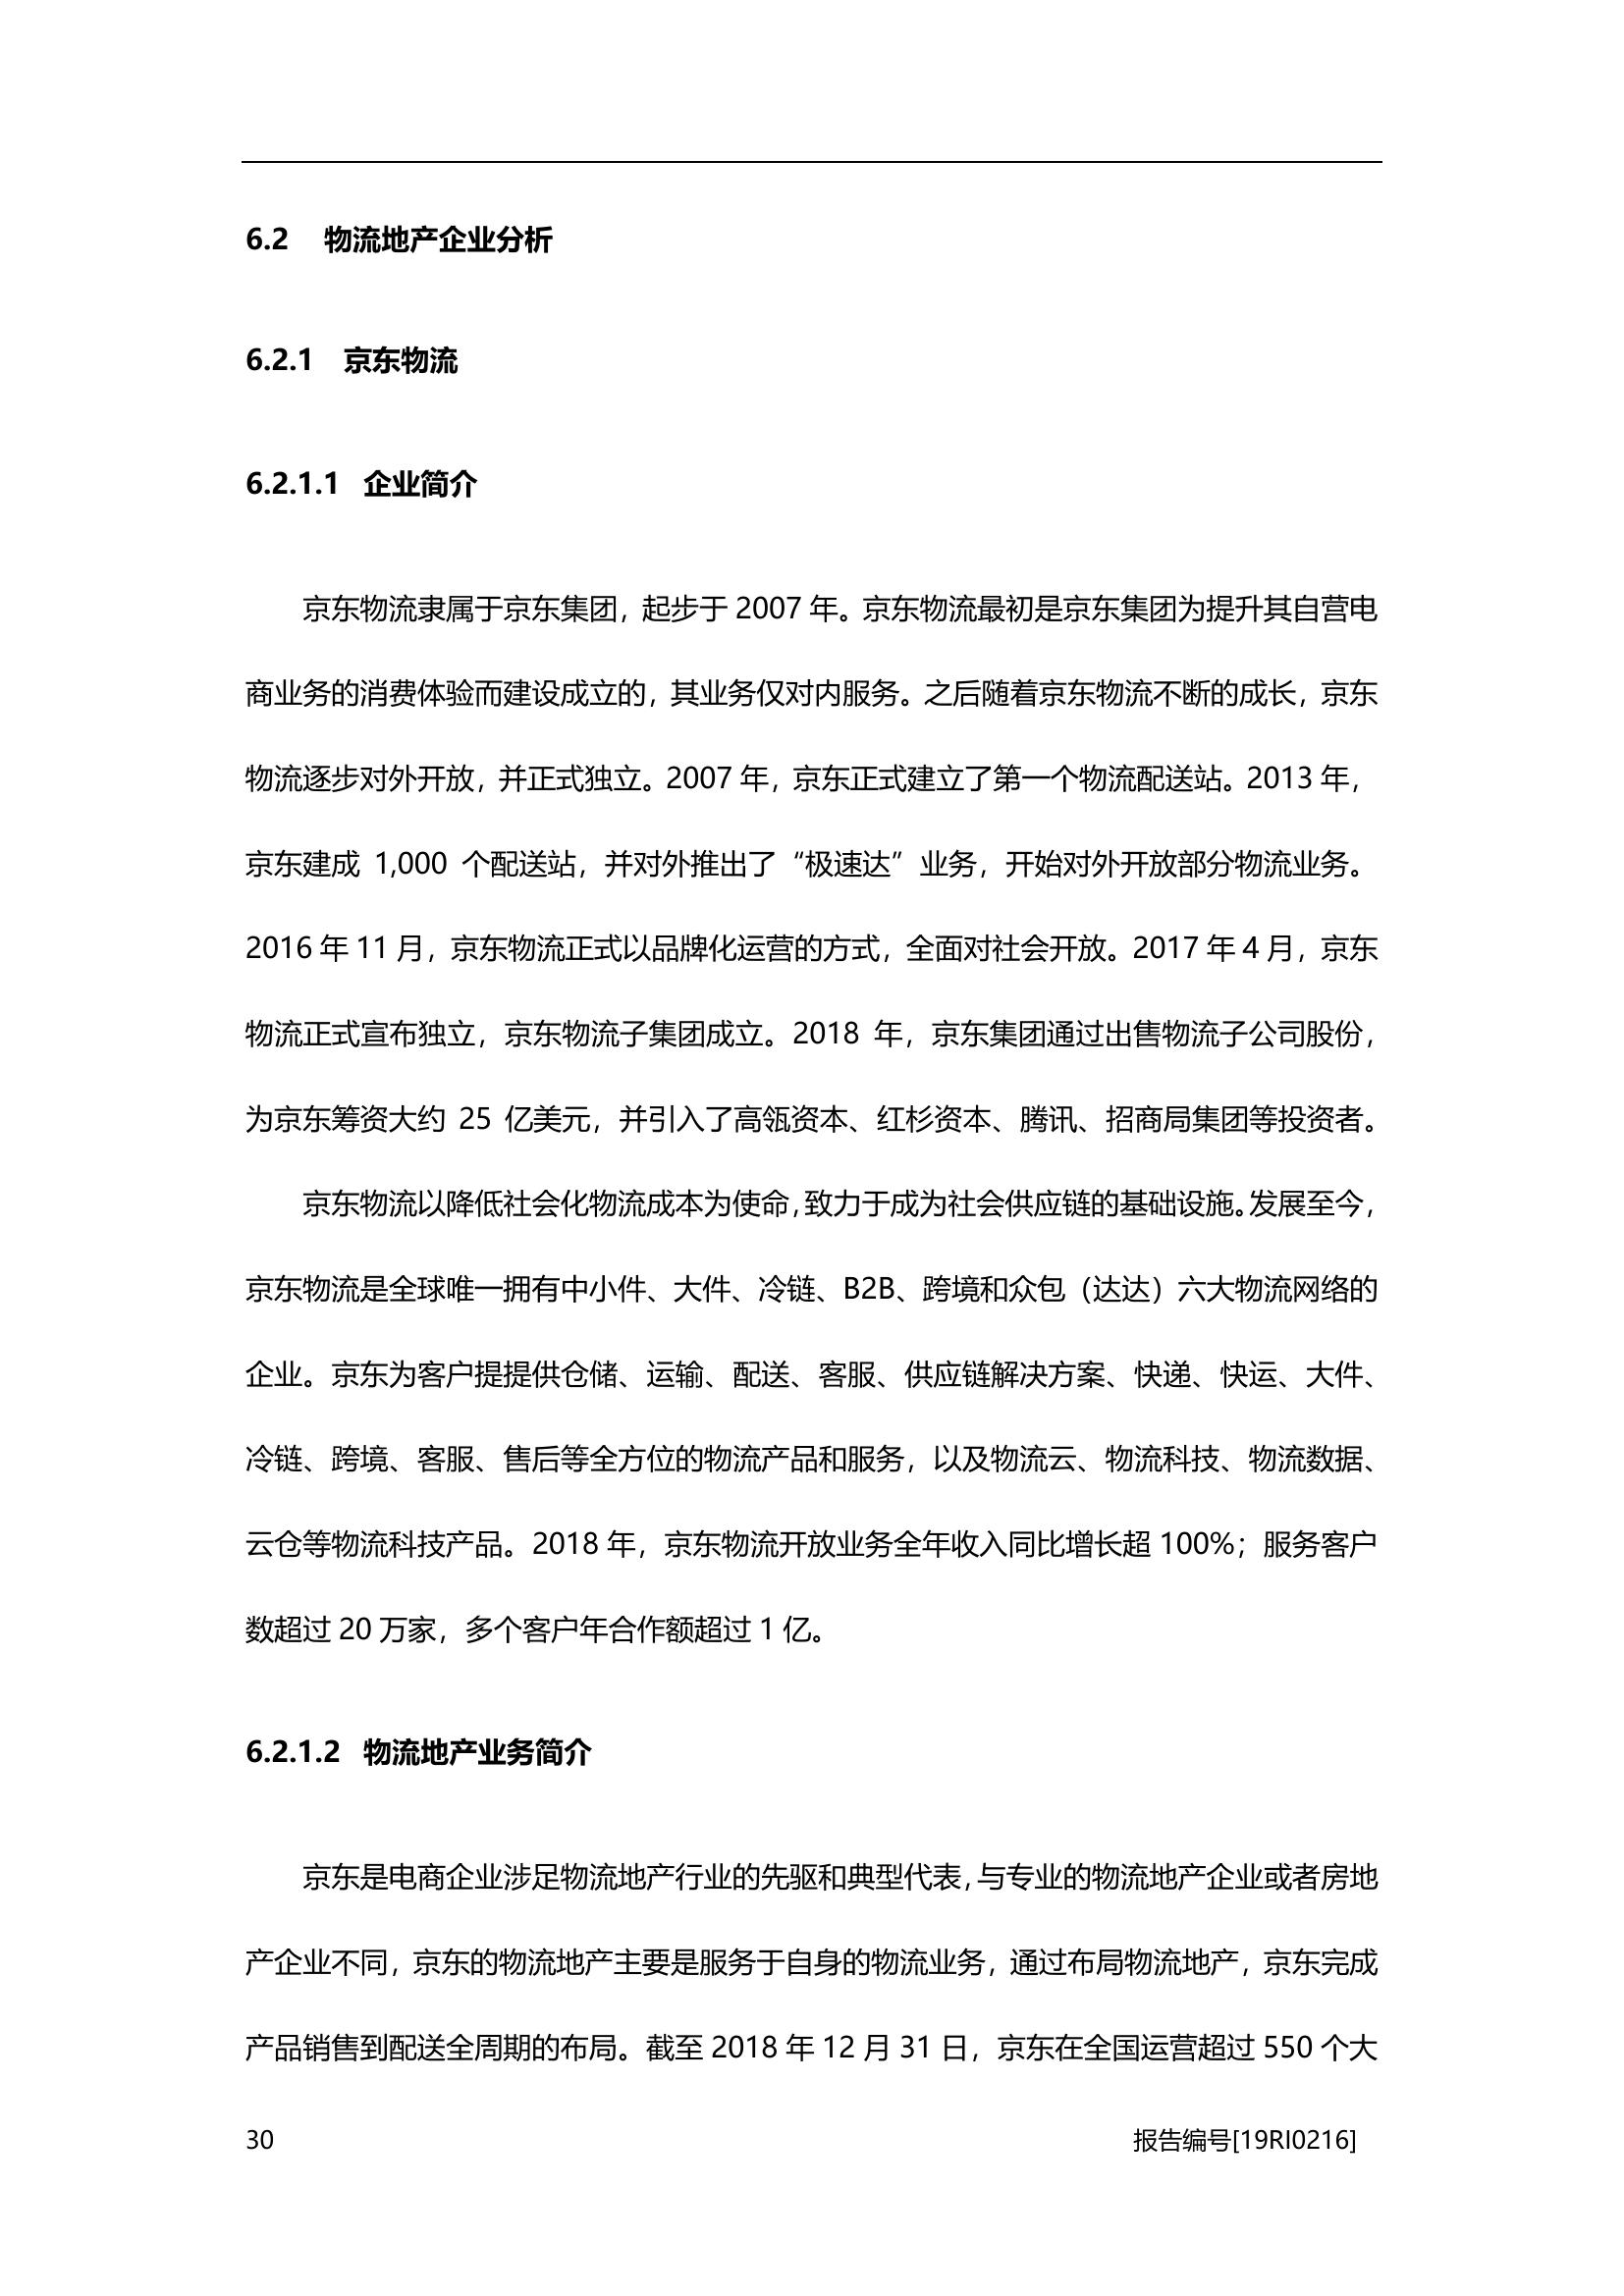 6.2 物流地产企业分析
6.2.1 京东物流
6.2.1.1 企业简介
京东物流隶属于京东集团，起步于 2007 年。京东物流最初是京东集团为提升其自营电
商业务的消费体验而建设成立的，其业务仅对内服务。之后随着京东物流不断的成长，京东
物流逐步对外开放，并正式独立。2007 年，京东正式建立了第一个物流配送站。2013 年，
京东建成 1,000 个配送站，并对外推出了“极速达”业务，开始对外开放部分物流业务。
2016 年 11 月，京东物流正式以品牌化运营的方式，全面对社会开放。2017 年 4 月，京东
物流正式宣布独立，京东物流子集团成立。2018 年，京东集团通过出售物流子公司股份，
为京东筹资大约 25 亿美元，并引入了高瓴资本、红杉资本、腾讯、招商局集团等投资者。
京东物流以降低社会化物流成本为使命，致力于成为社会供应链的基础设施。发展至今，
京东物流是全球唯一拥有中小件、大件、冷链、B2B、跨境和众包（达达）六大物流网络的
企业。京东为客户提提供仓储、运输、配送、客服、供应链解决方案、快递、快运、大件、
冷链、跨境、客服、售后等全方位的物流产品和服务，以及物流云、物流科技、物流数据、
云仓等物流科技产品。2018 年，京东物流开放业务全年收入同比增长超 100%；服务客户
数超过 20 万家，多个客户年合作额超过 1 亿。
6.2.1.2 物流地产业务简介
京东是电商企业涉足物流地产行业的先驱和典型代表，与专业的物流地产企业或者房地
产企业不同，京东的物流地产主要是服务于自身的物流业务，通过布局物流地产，京东完成
产品销售到配送全周期的布局。截至 2018 年 12 月 31 日，京东在全国运营超过 550 个大
30 报告编号[19RI0216]